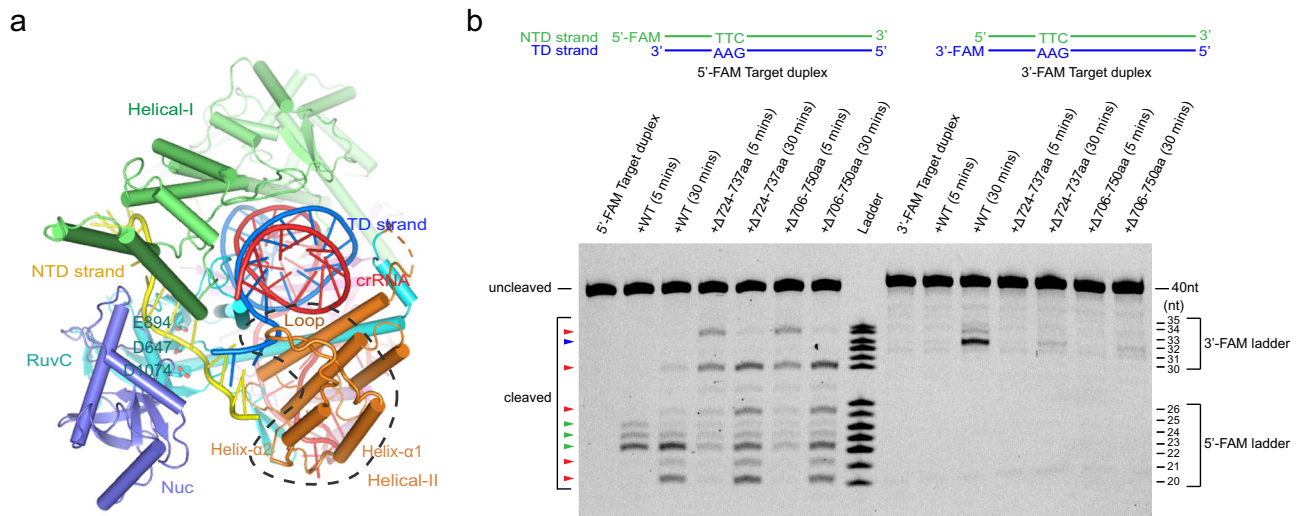 a
Helical-I
TD strand
NTD strand
crRNA
Loop
E894
D647
RuvC
D1074
Helix-α2
Helix-α1
Helical-II
Nuc
b
NTD strand 5'-FAM TTC 3'
TD strand 3' AAG 5'
5'-FAM Target duplex
5' TTC 3'
3'-FAM AAG 5'
3'-FAM Target duplex
5'-FAM Target duplex
+WT (5 mins)
+WT (30 mins)
+Δ724-737aa (5 mins)
+Δ724-737aa (30 mins)
+Δ706-750aa (5 mins)
+Δ706-750aa (30 mins)
Ladder
3'-FAM Target duplex
+WT (5 mins)
+WT (30 mins)
+Δ724-737aa (5 mins)
+Δ724-737aa (30 mins)
+Δ706-750aa (5 mins)
+Δ706-750aa (30 mins)
uncleaved
cleaved
40nt
(nt)
35
34
33
32
31
30
3'-FAM ladder
26
25
24
23
22
21
20
5'-FAM ladder